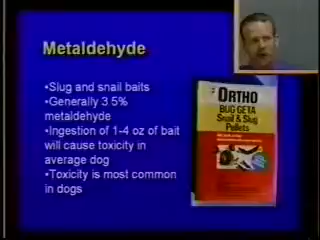 Metaldehyde
•Slug and snail baits
•Generally 3 5%
metaldehyde
•Ingestion of 1-4 oz of bait
will cause toxicity in
average dog
•Toxicity is most common
in dogs
ORTHO
BUG-GETA
Snail & Slug
Pellets